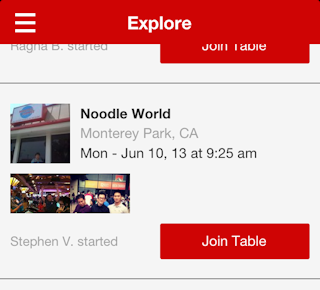 Explore
Ragna B. started
Join Table
Noodle World
Monterey Park, CA
Mon - Jun 10, 13 at 9:25 am
Stephen V. started
Join Table